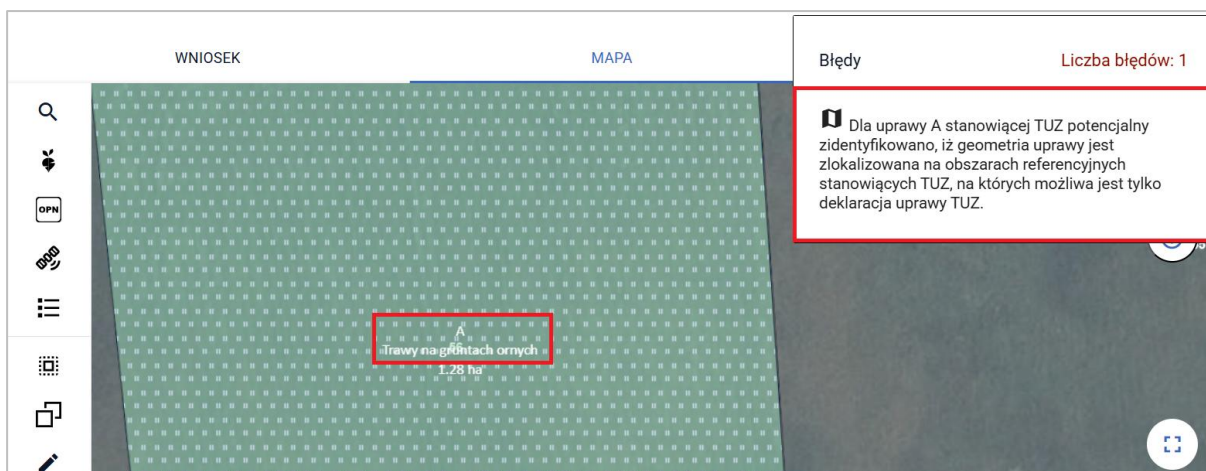 WNIOSEK
MAPA
Błędy
Liczba błędów: 1
Dla uprawy A stanowiącej TUZ potencjalny
zidentyfikowano, iż geometria uprawy jest
zlokalizowana na obszarach referencyjnych
stanowiących TUZ, na których możliwa jest tylko
deklaracja uprawy TUZ.
OPN
A
Trawy na gruntach ornych
1.28 ha